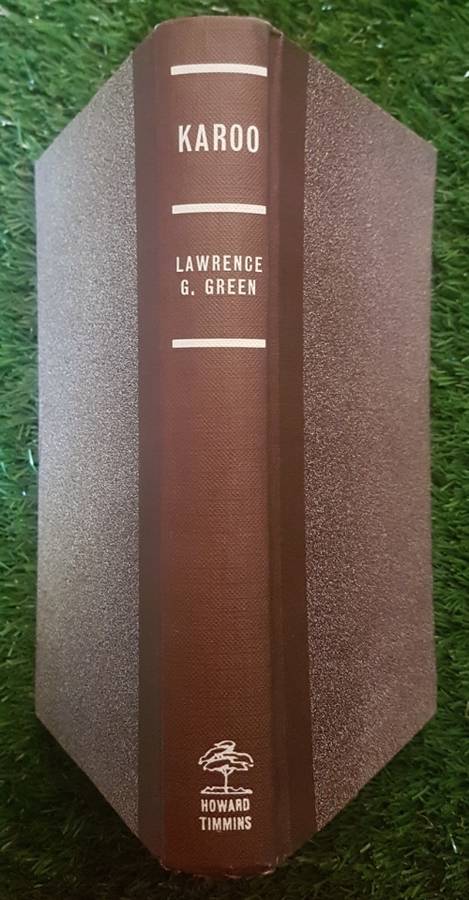 KAROO
LAWRENCE
G. GREEN
HOWARD
TIMMINS